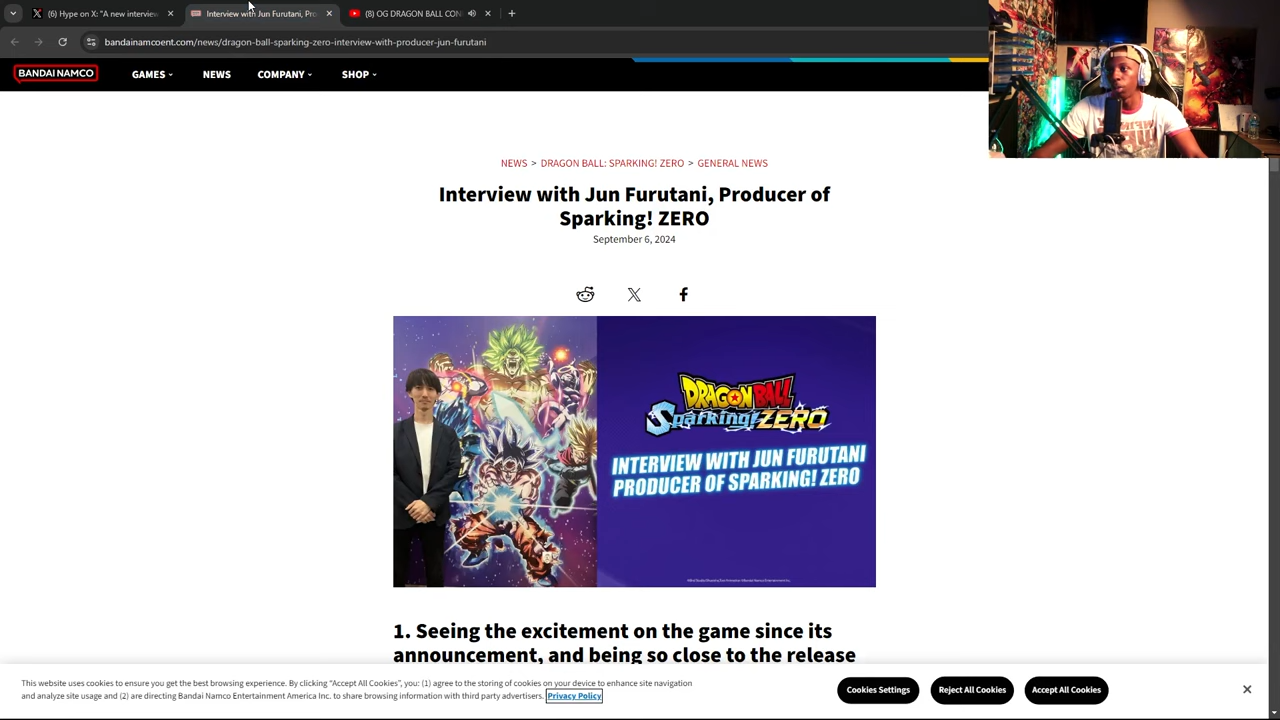 (6) Hype on X: "A new interview
Interview with Jun Furutani, Pro
(8) OG DRAGON BALL CON
bandainamcoent.com/news/dragon-ball-sparking-zero-interview-with-producer-jun-furutani
BANDAI NAMCO
GAMES
NEWS
COMPANY
SHOP
NEWS > DRAGON BALL: SPARKING! ZERO > GENERAL NEWS
Interview with Jun Furutani, Producer of
Sparking! ZERO
September 6, 2024
DRAGON BALL
Sparking! ZERO
INTERVIEW WITH JUN FURUTANI
PRODUCER OF SPARKING! ZERO
1. Seeing the excitement on the game since its
announcement, and being so close to the release
This website uses cookies to ensure you get the best browsing experience. By clicking "Accept All Cookies", you: (1) agree to the storing of cookies on your device to enhance site navigation
and analyze site usage and (2) are directing Bandai Namco Entertainment America Inc. to share browsing information with third party advertisers. Privacy Policy
Cookies Settings
Reject All Cookies
Accept All Cookies